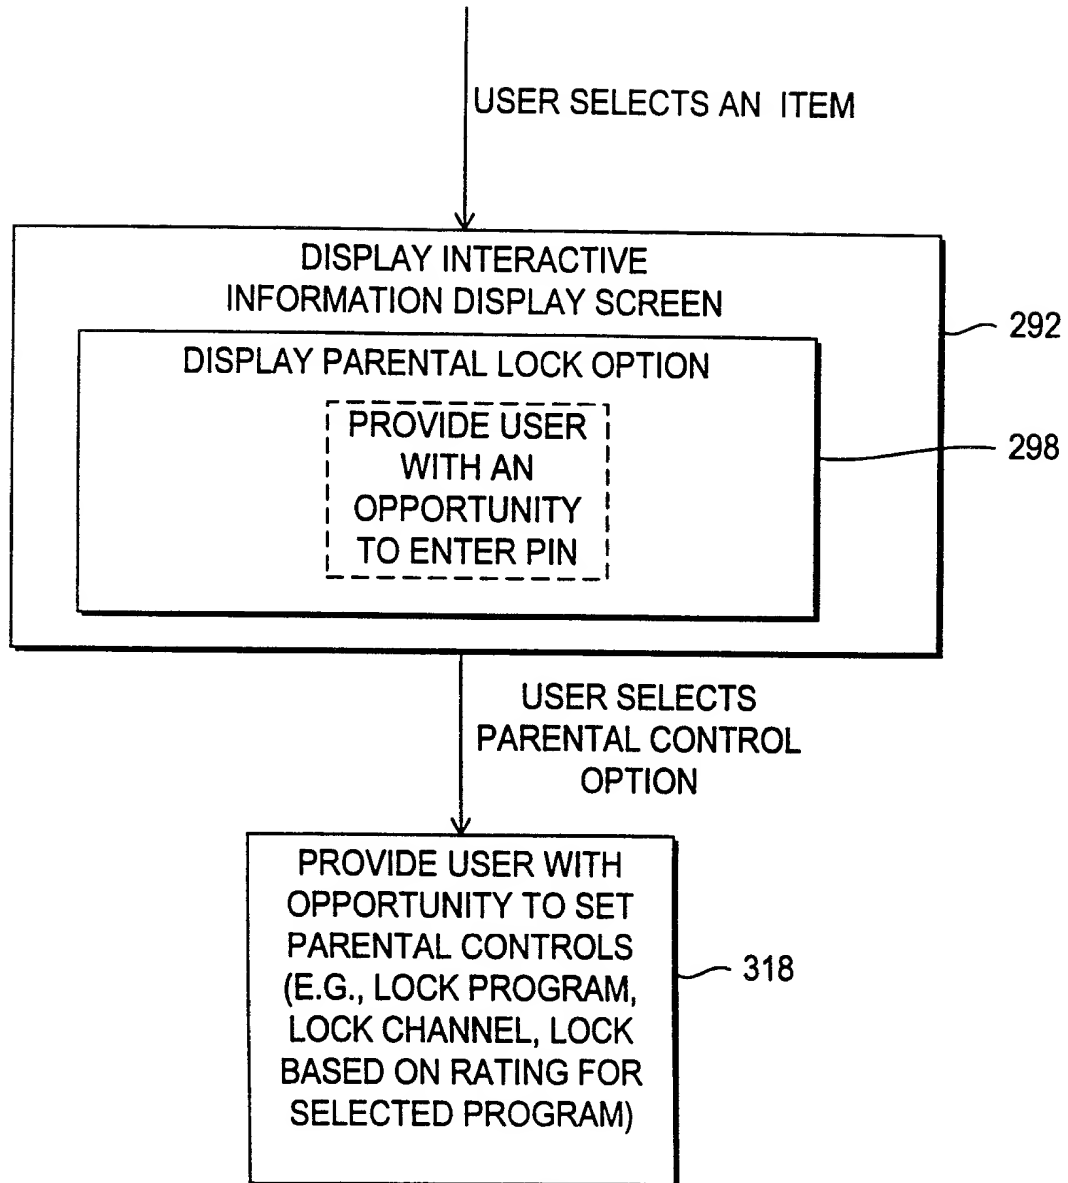 USER SELECTS AN ITEM
DISPLAY INTERACTIVE
INFORMATION DISPLAY SCREEN
292
DISPLAY PARENTAL LOCK OPTION
PROVIDE USER
WITH AN
OPPORTUNITY
TO ENTER PIN
298
USER SELECTS
PARENTAL CONTROL
OPTION
PROVIDE USER WITH
OPPORTUNITY TO SET
PARENTAL CONTROLS
(E.G., LOCK PROGRAM,
LOCK CHANNEL, LOCK
BASED ON RATING FOR
SELECTED PROGRAM)
318